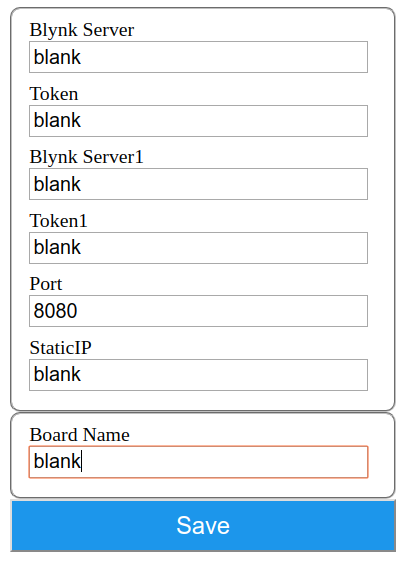 Blynk Server
blank
Token
blank
Blynk Server1
blank
Token1
blank
Port
8080
StaticIP
blank
Board Name
blank
Save